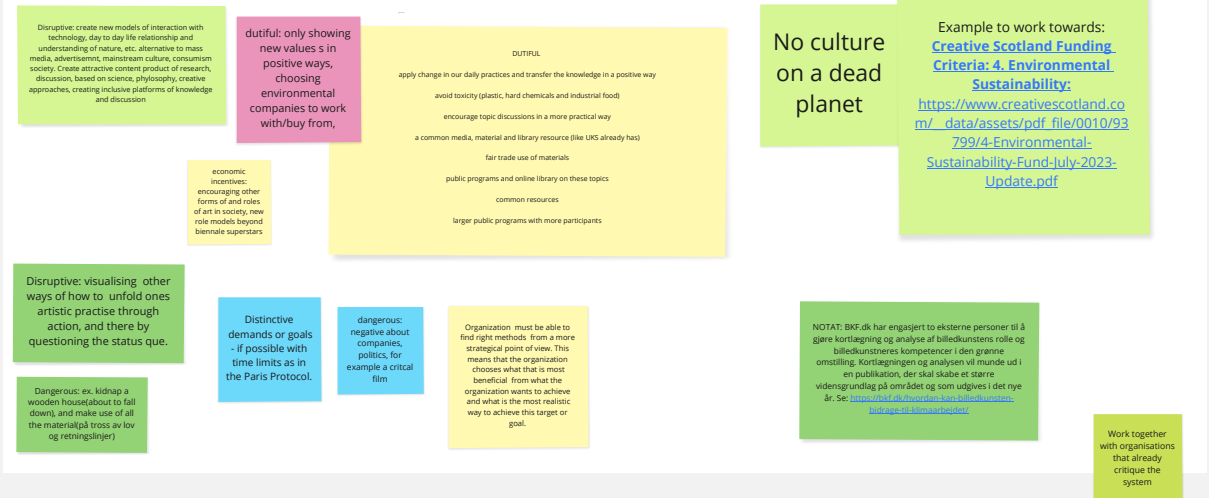 Disruptive: create new models of interaction with
technology, day to day life relationship and
understanding of nature, etc. alternative to mass
media, advertisemnt, mainstream culture, consumism
society. Create attractive content product of research,
discussion, based on science, phylosophy, creative
approaches, creating inclusive platforms of knowledge
and discussion
dutiful: only showing
new values s in
positive ways,
choosing
environmental
companies to work
with/buy from,
DUTIFUL
apply change in our daily practices and transfer the knowledge in a positive way
avoid toxicity (plastic, hard chemicals and industrial food)
encourage topic discussions in a more practical way
a common media, material and library resource (like UKS already has)
fair trade use of materials
public programs and online library on these topics
common resources
larger public programs with more participants
No culture
on a dead
planet
Example to work towards:
Creative Scotland Funding
Criteria: 4. Environmental
Sustainability:
https://www.creativescotland.co
m/__data/assets/pdf_file/0010/93
799/4-Environmental-
Sustainability-Fund-July-2023-
Update.pdf
economic
incentives:
encouraging other
forms of and roles
of art in society, new
role models beyond
biennale superstars
Disruptive: visualising other
ways of how to unfold ones
artistic practise through
action, and there by
questioning the status que.
Distinctive
demands or goals
- if possible with
time limits as in
the Paris Protocol.
dangerous:
negative about
companies,
politics, for
example a critcal
film
Organization must be able to
find right methods from a more
strategical point of view. This
means that the organization
chooses what that is most
beneficial from what the
organization wants to achieve
and what is the most realistic
way to achieve this target or
goal.
NOTAT: BKF.dk har engasjert to eksterne personer til å
gjøre kortlægning og analyse af billedkunstens rolle og
billedkunstneres kompetencer i den grønne
omstilling. Kortlægningen og analysen vil munde ud i
en publikation, der skal skabe et større
vidensgrundlag på området og som udgives i det nye
år. Se: https://bkf.dk/hvordan-kan-billedkunsten-
bidrage-til-klimaarbejdet/
Dangerous: ex. kidnap a
wooden house(about to fall
down), and make use of all
the material(på tross av lov
og retningslinjer)
Work together
with organisations
that already
critique the
system